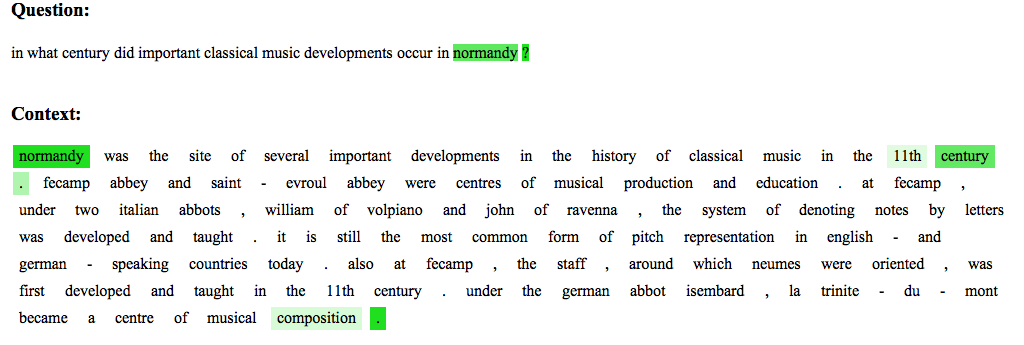 Question:
in what century did important classical music developments occur in normandy ?
Context:
normandy was the site of several important developments in the history of classical music in the 11th century
. fecamp abbey and saint - evroul abbey were centres of musical production and education . at fecamp ,
under two italian abbots , william of volpiano and john of ravenna , the system of denoting notes by letters
was developed and taught . it is still the most common form of pitch representation in english - and
german - speaking countries today . also at fecamp , the staff , around which neumes were oriented , was
first developed and taught in the 11th century . under the german abbot isembard , la trinite - du - mont
became a centre of musical composition .